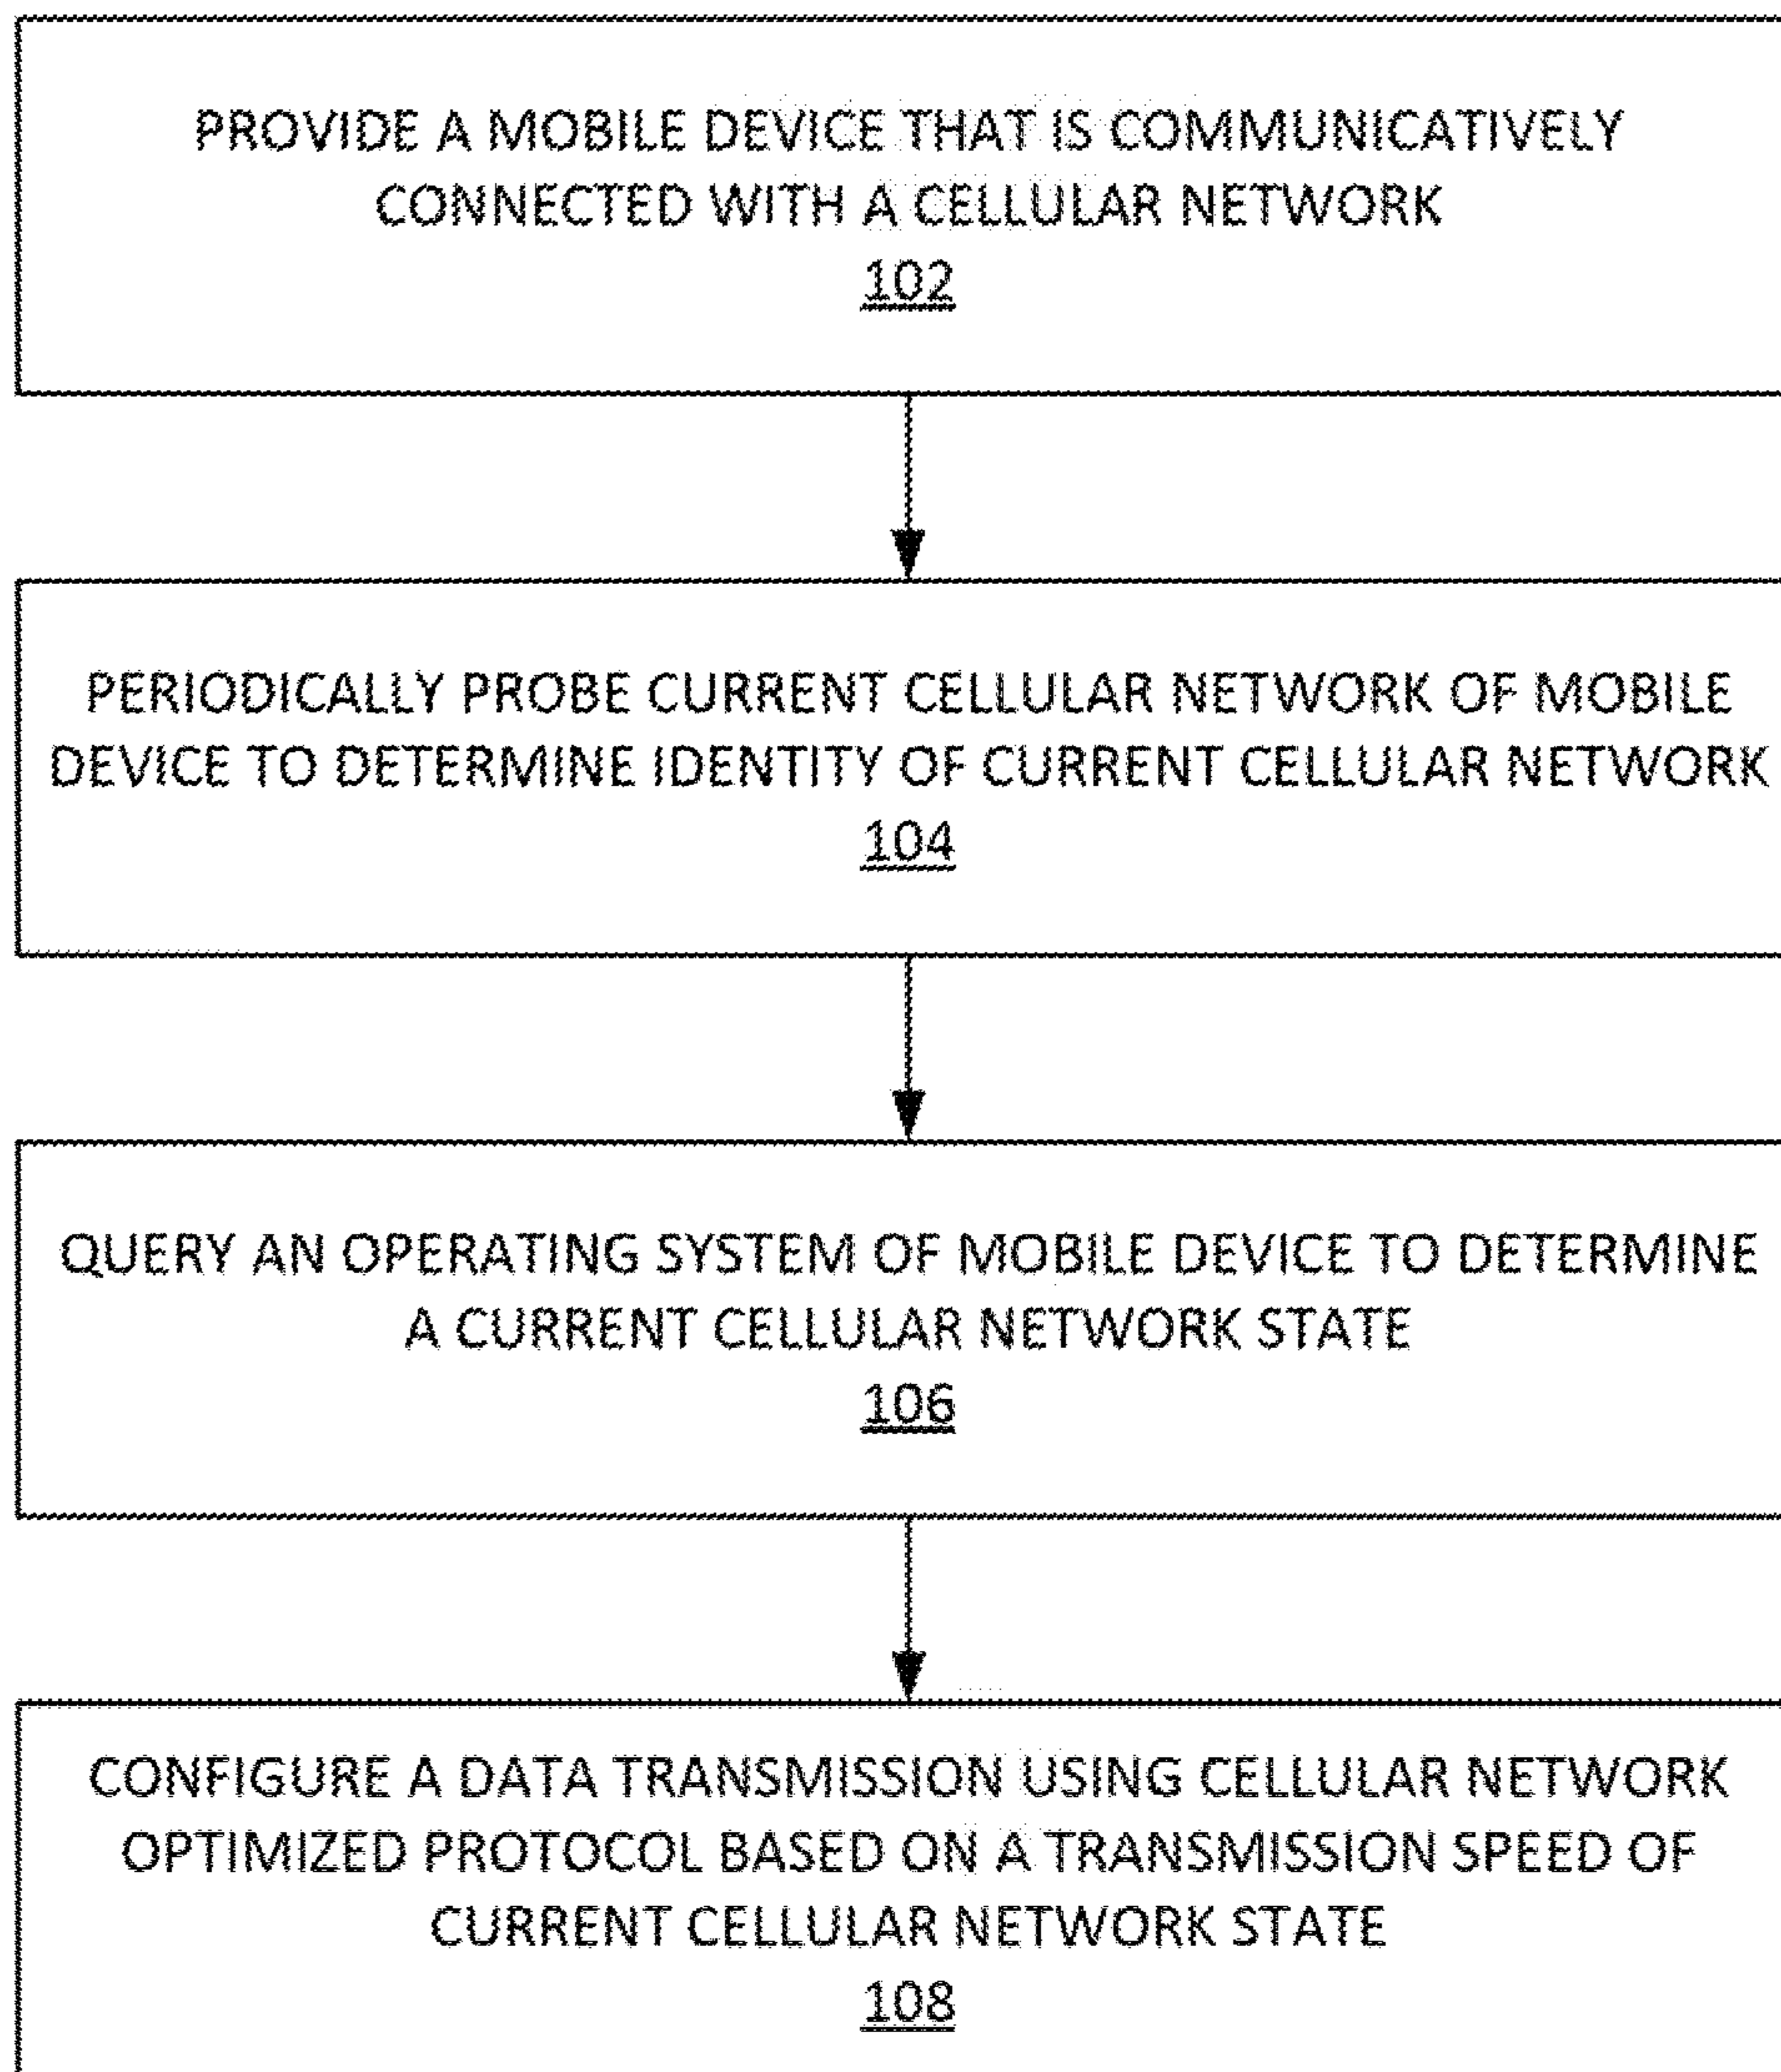 PROVIDE A MOBILE DEVICE THAT IS COMMUNICATIVELY
CONNECTED WITH A CELLULAR NETWORK
102
PERIODICALLY PROBE CURRENT CELLULAR NETWORK OF MOBILE
DEVICE TO DETERMINE IDENTITY OF CURRENT CELLULAR NETWORK
104
QUERY AN OPERATING SYSTEM OF MOBILE DEVICE TO DETERMINE
A CURRENT CELLULAR NETWORK STATE
106
CONFIGURE A DATA TRANSMISSION USING CELLULAR NETWORK
OPTIMIZED PROTOCOL BASED ON A TRANSMISSION SPEED OF
CURRENT CELLULAR NETWORK STATE
108